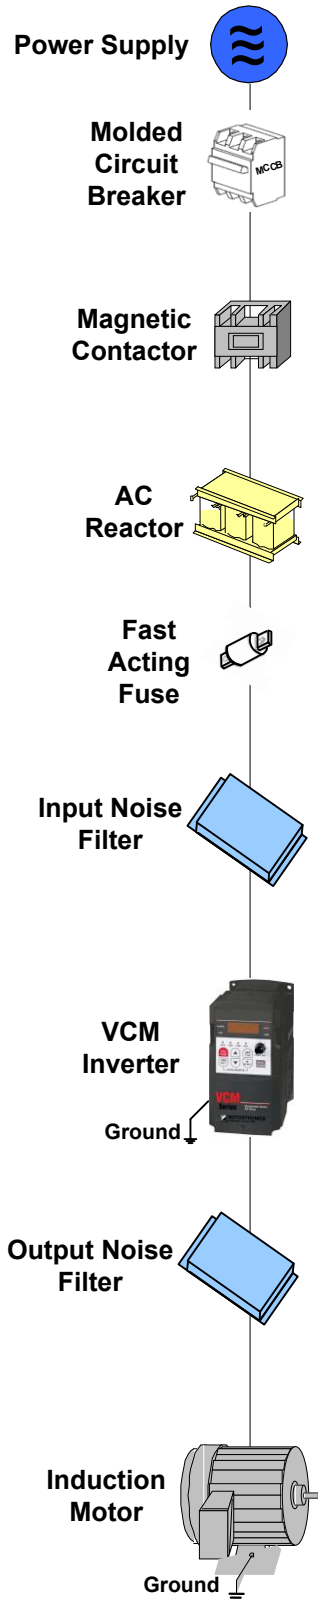 Power Supply
Molded
Circuit
Breaker
MCCB
Magnetic
Contactor
AC
Reactor
Fast
Acting
Fuse
Input Noise
Filter
VCM
Inverter
VCM
Series
Ground
Output Noise
Filter
Induction
Motor
Ground